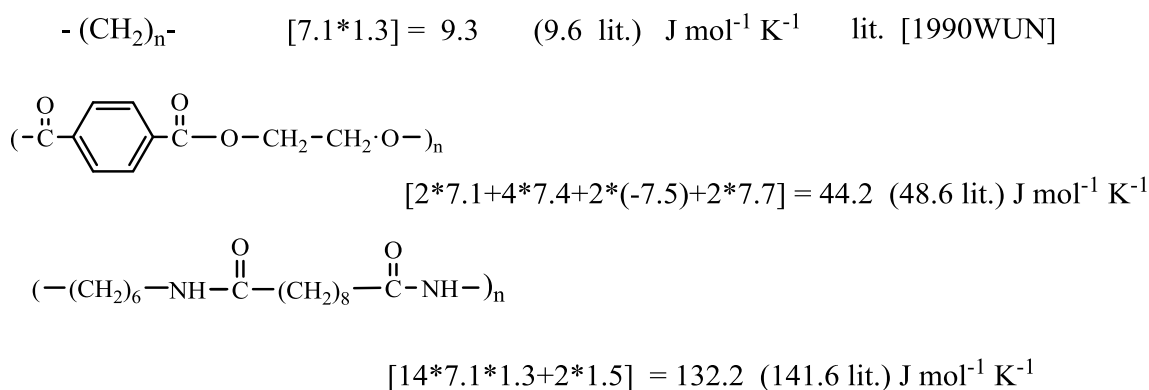 - (CH2)n- [7.1*1.3] = 9.3 (9.6 lit.) J mol-1 K-1 lit. [1990WUN]
O O
(-C C-O-CH2-CH2·O-)n
[2*7.1+4*7.4+2*(-7.5)+2*7.7] = 44.2 (48.6 lit.) J mol-1 K-1
O O
(-(CH2)6-NH-C-(CH2)8-C-NH-)n
[14*7.1*1.3+2*1.5] = 132.2 (141.6 lit.) J mol-1 K-1